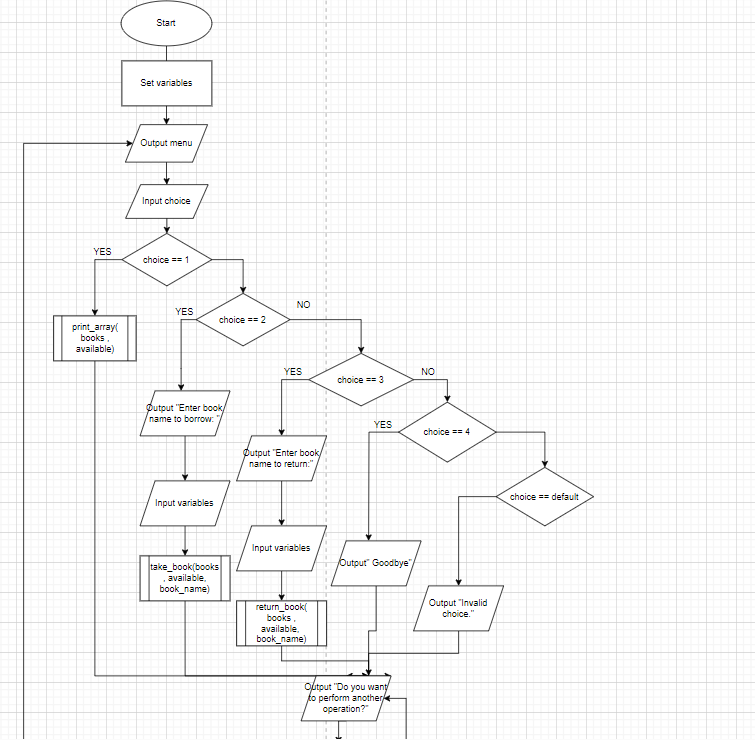 Start
Set variables
Output menu
Input choice
YES
choice == 1
print_array(
books ,
available)
YES
choice == 2
NO
Output "Enter book
name to borrow: "
Input variables
take_book(books
, available,
book_name)
YES
choice == 3
NO
Output "Enter book
name to return:"
Input variables
return_book(
books ,
available,
book_name)
YES
choice == 4
Output" Goodbye"
choice == default
Output "Invalid
choice."
Output "Do you want
to perform another
operation?"